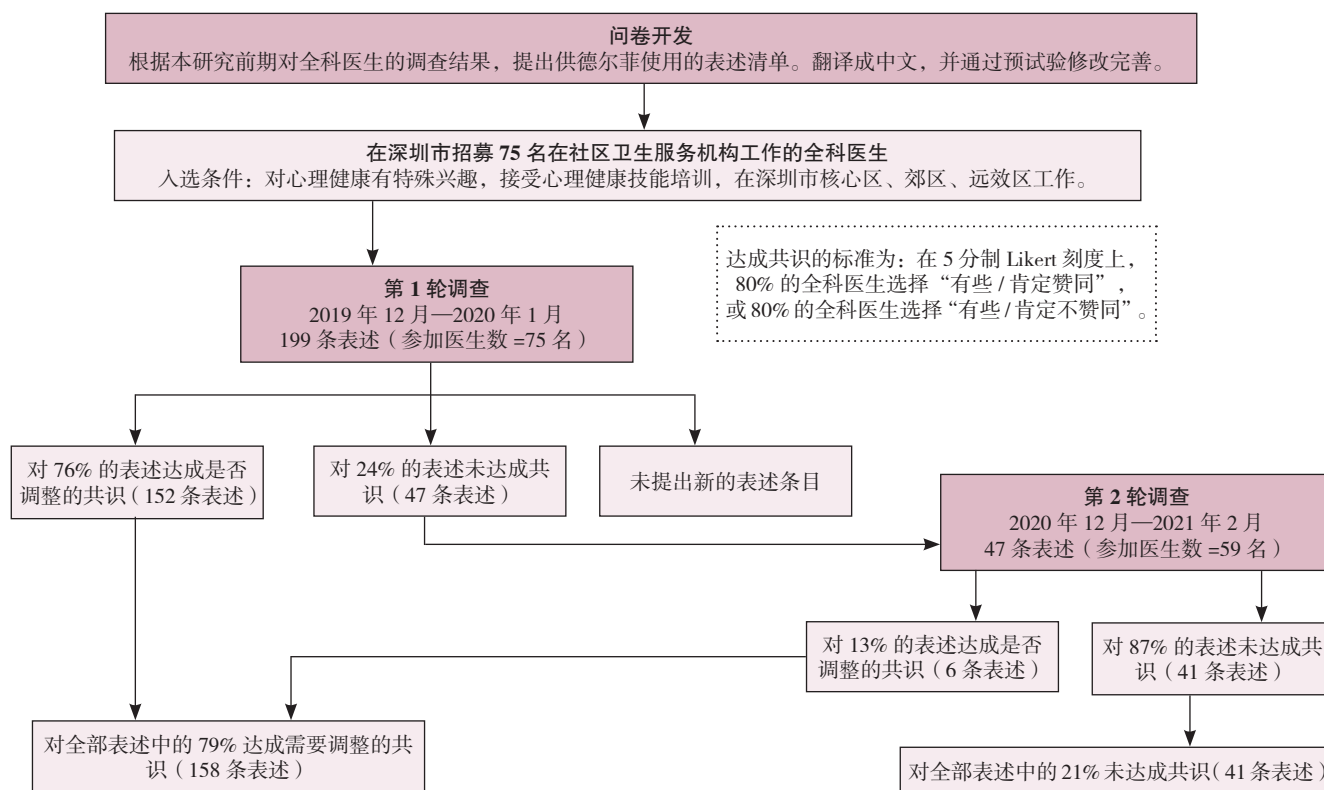 问卷开发
根据本研究前期对全科医生的调查结果，提出供德尔菲使用的表述清单。翻译成中文，并通过预试验修改完善。
在深圳市招募 75 名在社区卫生服务机构工作的全科医生
入选条件：对心理健康有特殊兴趣，接受心理健康技能培训，在深圳市核心区、郊区、远效区工作。
达成共识的标准为：在 5 分制 Likert 刻度上，
80% 的全科医生选择“有些 / 肯定赞同”，
或 80% 的全科医生选择“有些 / 肯定不赞同”。
第 1 轮调查
2019 年 12 月—2020 年 1 月
199 条表述（参加医生数 =75 名）
对 76% 的表述达成是否
调整的共识（152 条表述）
对 24% 的表述未达成共
识（47 条表述）
未提出新的表述条目
第 2 轮调查
2020 年 12 月—2021 年 2 月
47 条表述（参加医生数 =59 名）
对 13% 的表述达成是否
调整的共识（6 条表述）
对 87% 的表述未达成共
识（41 条表述）
对全部表述中的 79% 达成需要调整的共
识（158 条表述）
对全部表述中的 21% 未达成共识（41 条表述）